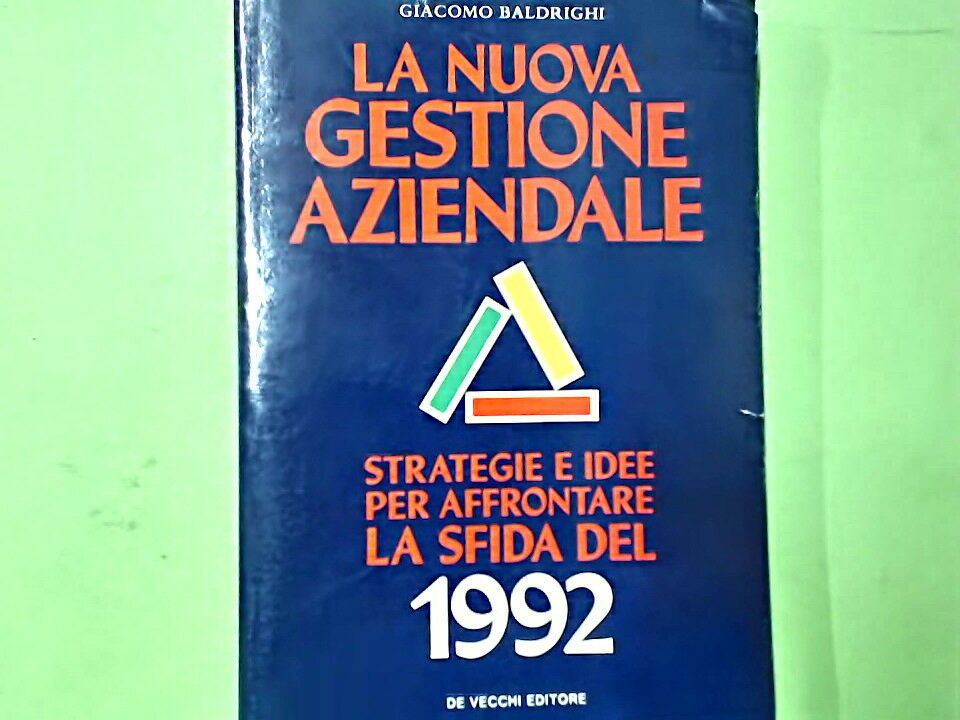 GIACOMO BALDRIGHI
LA NUOVA
GESTIONE
AZIENDALE
STRATEGIE E IDEE
PER AFFRONTARE
LA SFIDA DEL
1992
DE VECCHI EDITORE